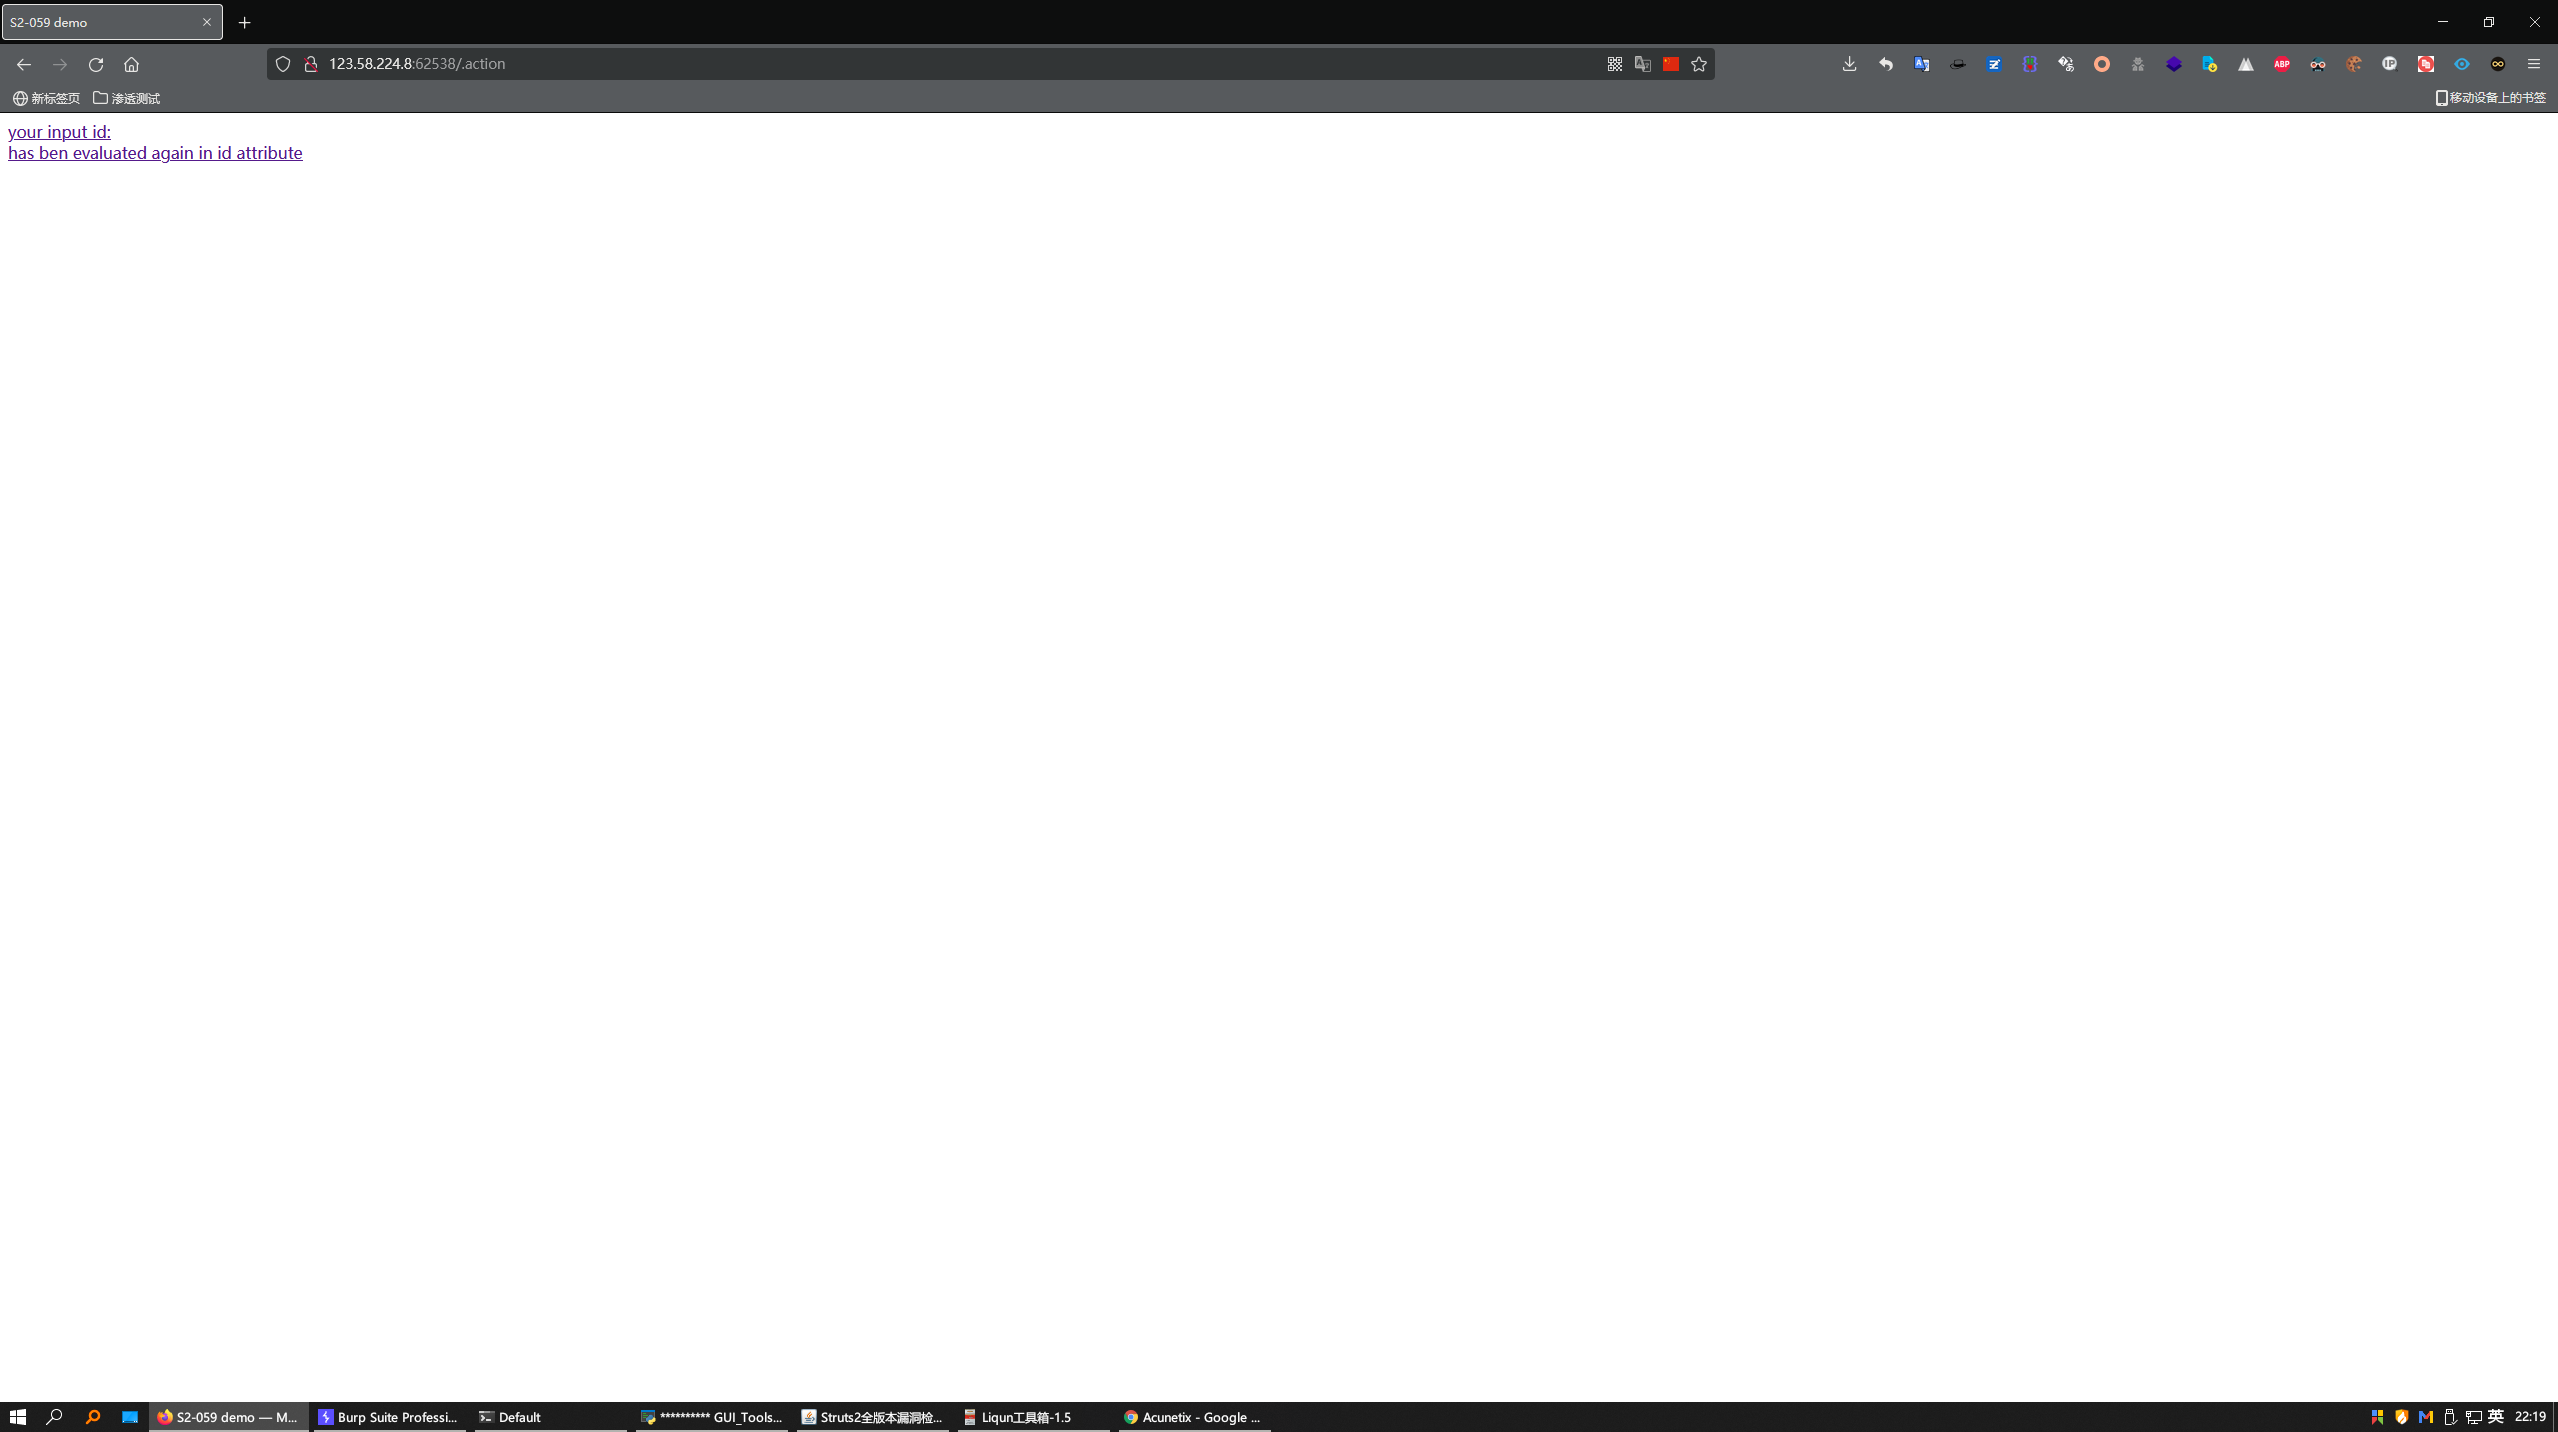 S2-059 demo
123.58.224.8:62538/.action
新标签页 渗透测试 移动设备上的书签
your input id:
has ben evaluated again in id attribute
S2-059 demo — M... Burp Suite Professi... Default ********** GUI_Tools... Struts2全版本漏洞检... Liqun工具箱-1.5 Acunetix - Google ... 英 22:19